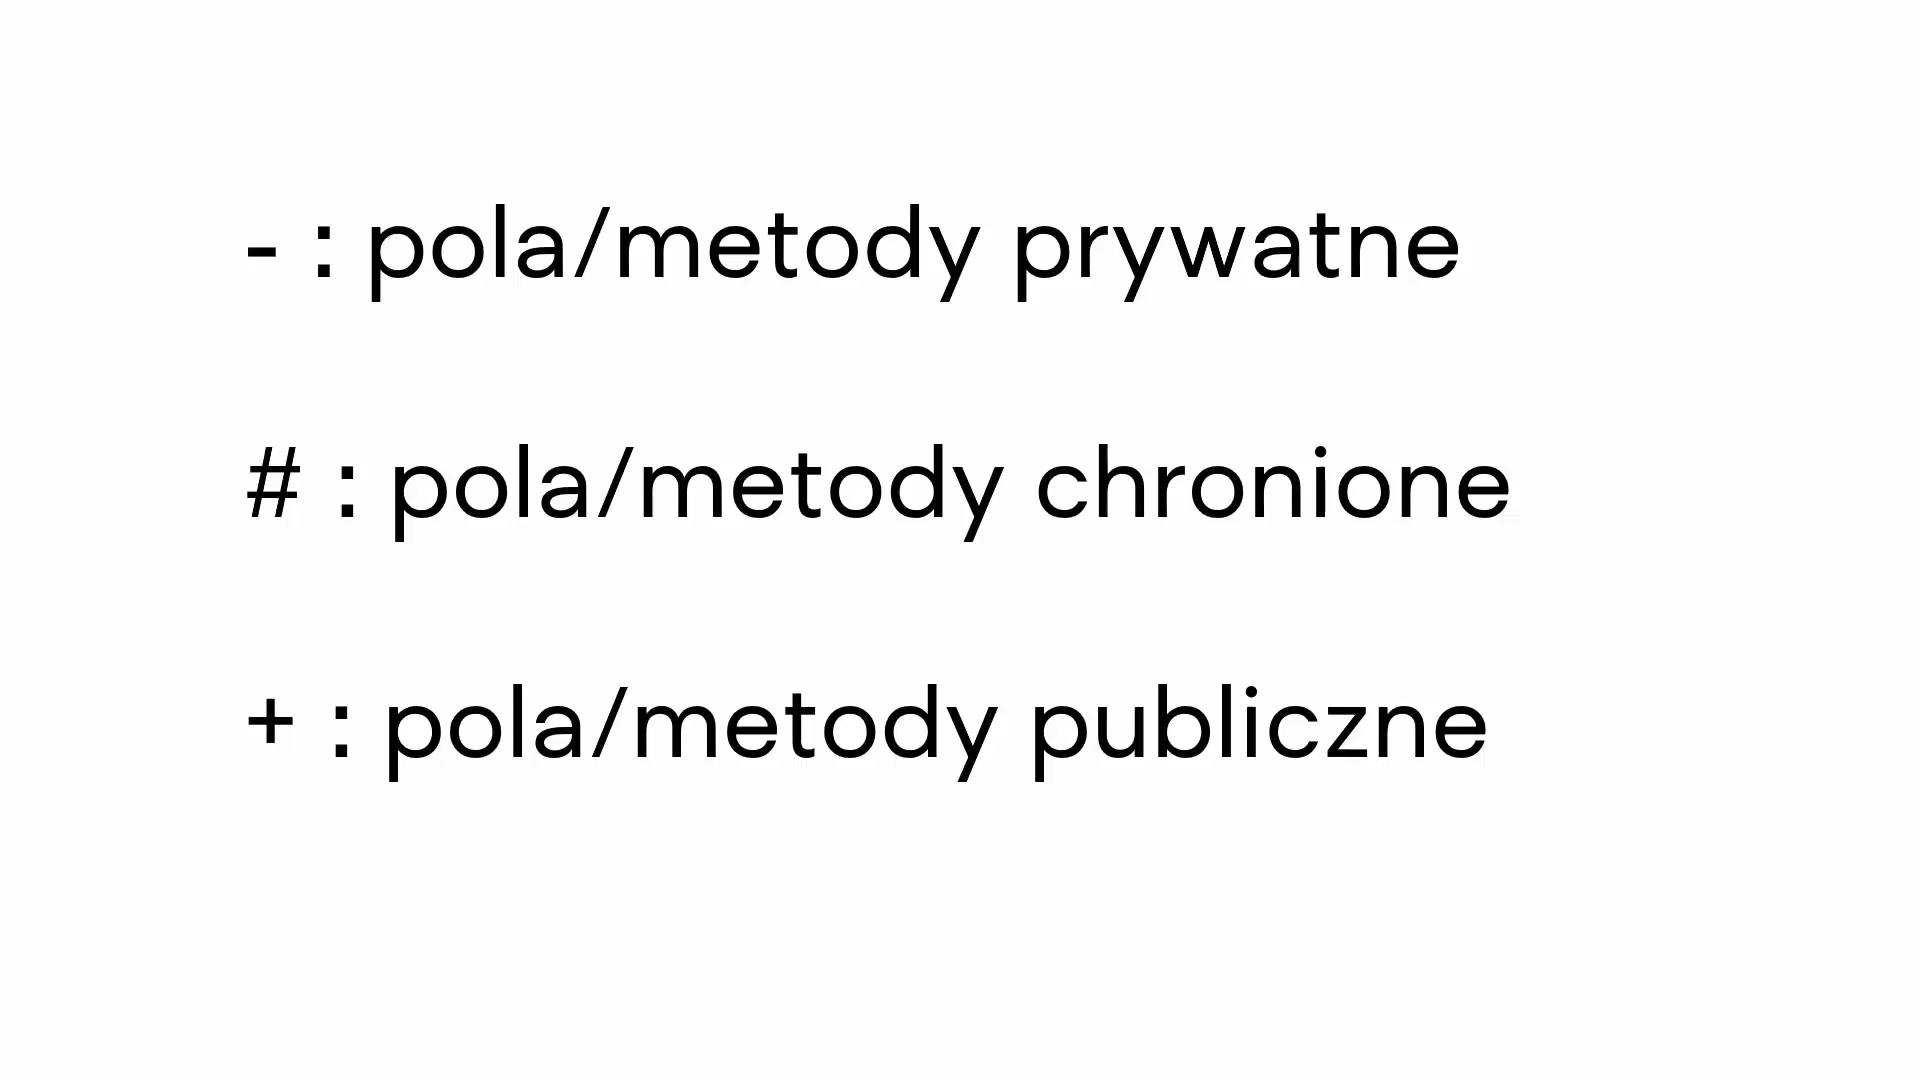 - : pola/metody prywatne
# : pola/metody chronione
+ : pola/metody publiczne